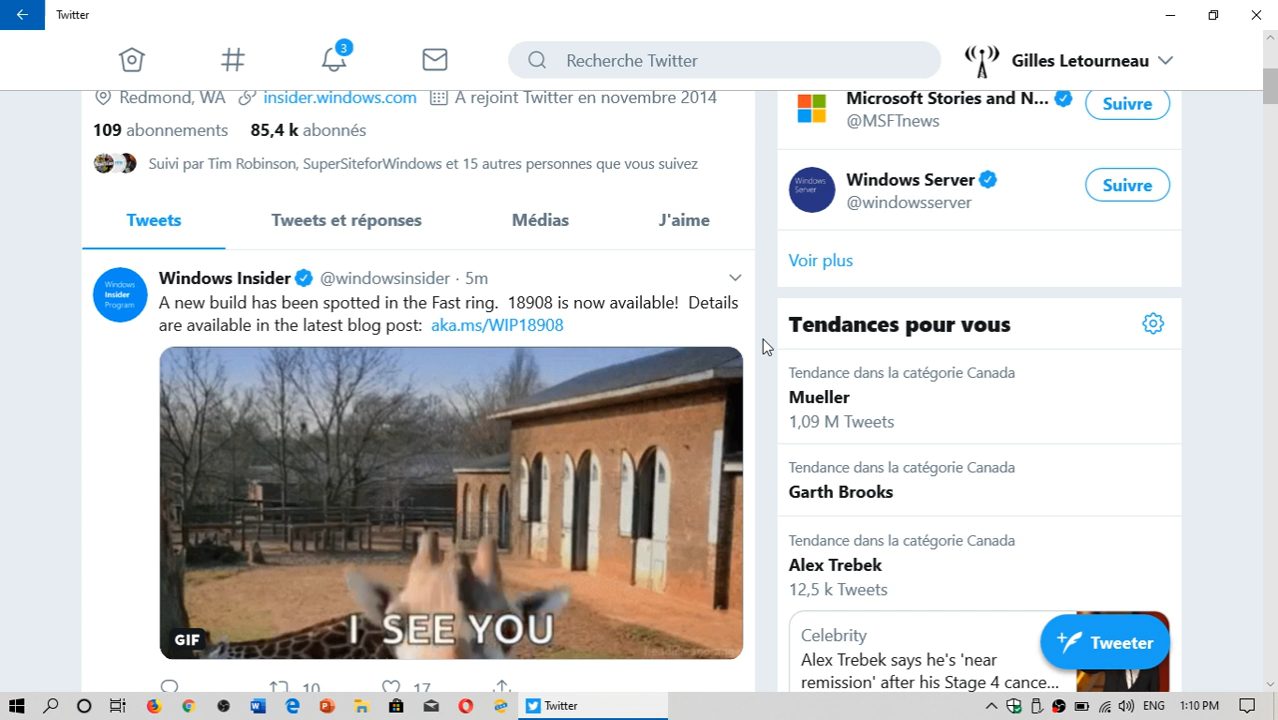 Twitter
3
Recherche Twitter
Gilles Letourneau
Redmond, WA insider.windows.com A rejoint Twitter en novembre 2014
109 abonnements 85,4 k abonnés
Suivi par Tim Robinson, SuperSiteforWindows et 15 autres personnes que vous suivez
Tweets Tweets et réponses Médias J'aime
Windows Insider @windowsinsider · 5m
A new build has been spotted in the Fast ring. 18908 is now available! Details
are available in the latest blog post: aka.ms/WIP18908
Windows
Insider
Program
I SEE YOU
GIF
10 17
Microsoft Stories and N...
@MSFTnews
Suivre
Windows
Server
Windows Server
@windowsserver
Suivre
Voir plus
Tendances pour vous
Tendance dans la catégorie Canada
Mueller
1,09 M Tweets
Tendance dans la catégorie Canada
Garth Brooks
Tendance dans la catégorie Canada
Alex Trebek
12,5 k Tweets
Celebrity
Alex Trebek says he's 'near
remission' after his Stage 4 cance...
Tweeter
Twitter
ENG 1:10 PM